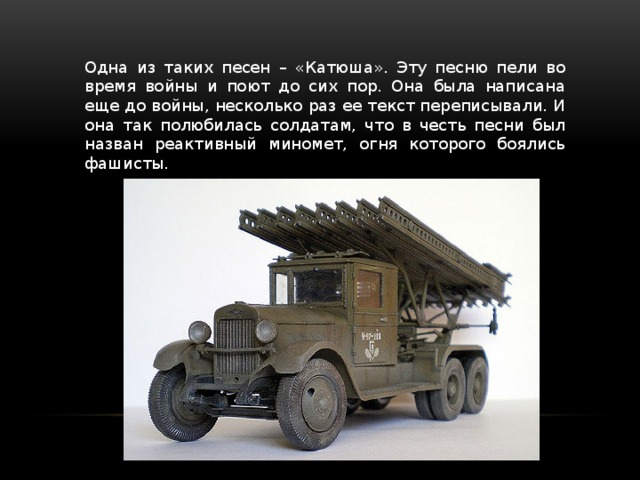 Одна из таких песен – «Катюша». Эту песню пели во
время войны и поют до сих пор. Она была написана
еще до войны, несколько раз ее текст переписывали. И
она так полюбилась солдатам, что в честь песни был
назван реактивный миномет, огня которого боялись
фашисты.